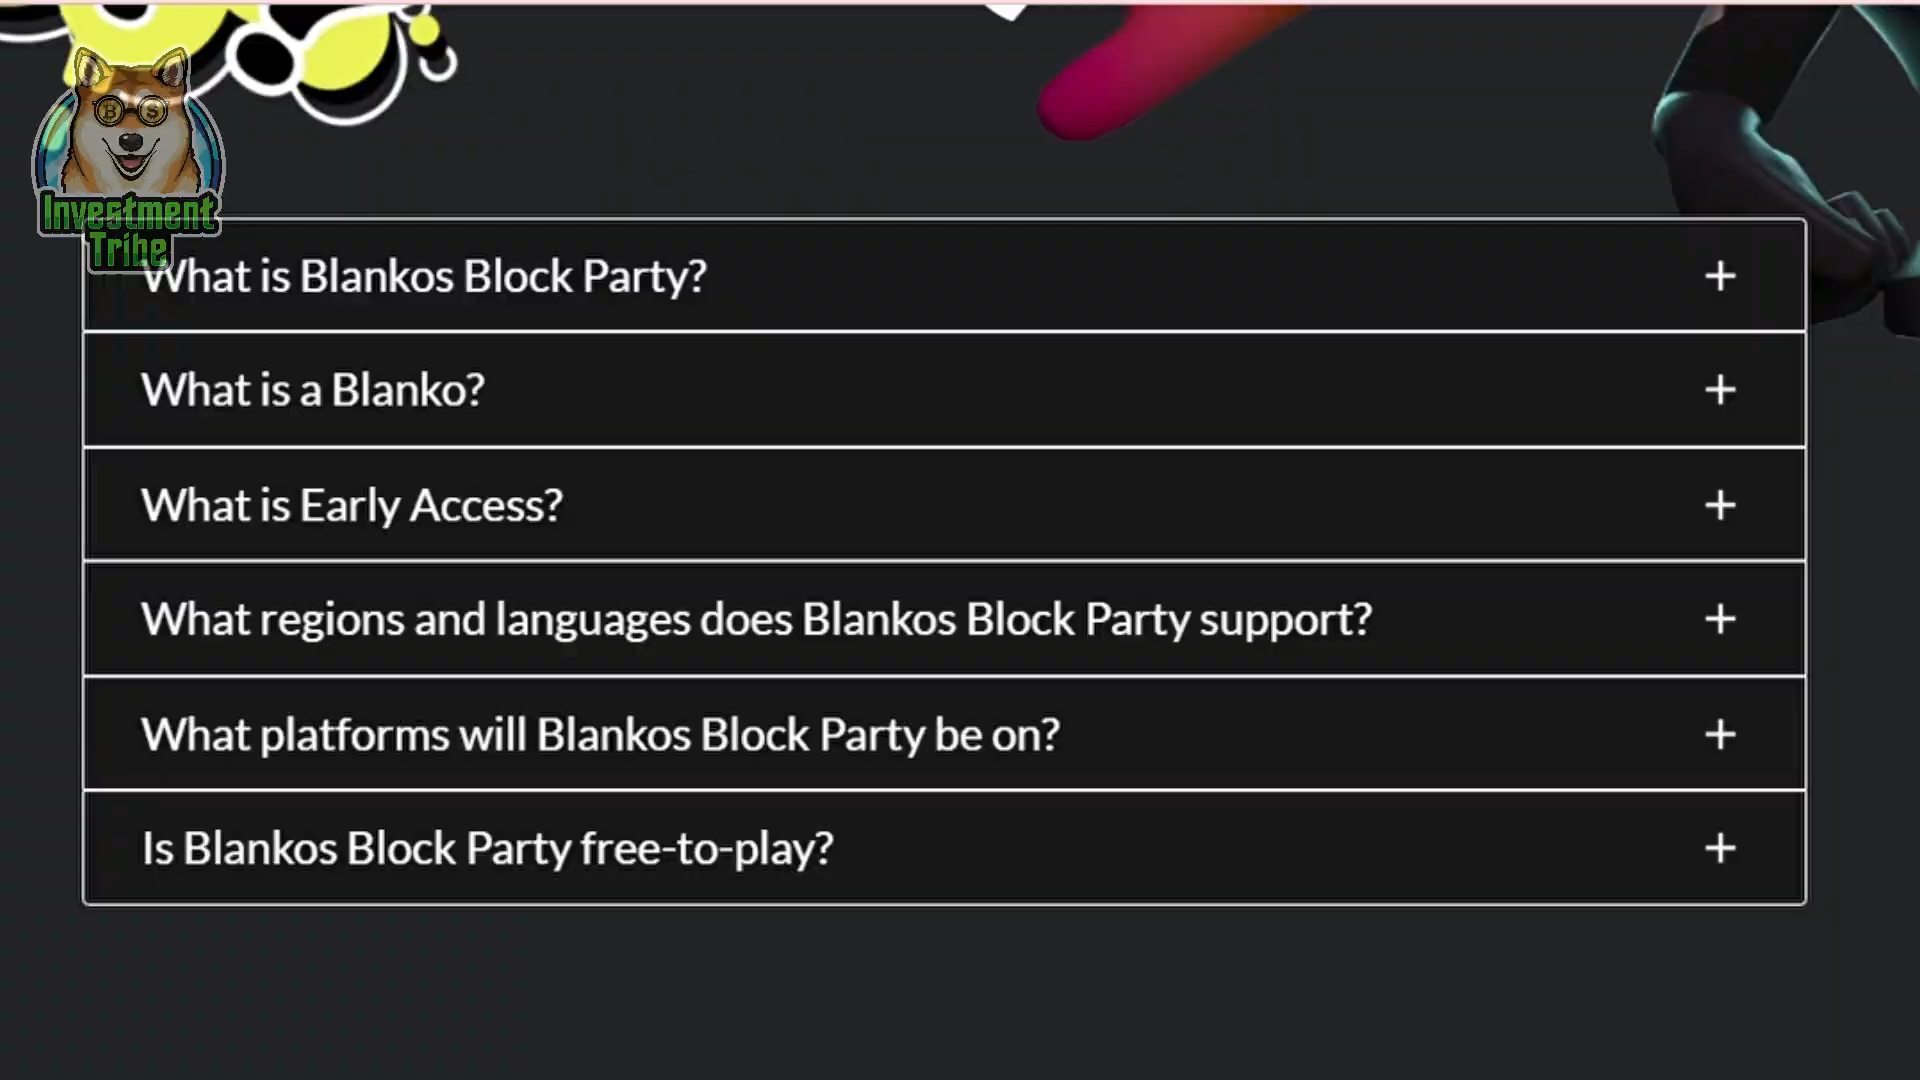 Investment
Tribe
What is Blankos Block Party?
What is a Blanko?
What is Early Access?
What regions and languages does Blankos Block Party support?
What platforms will Blankos Block Party be on?
Is Blankos Block Party free-to-play?